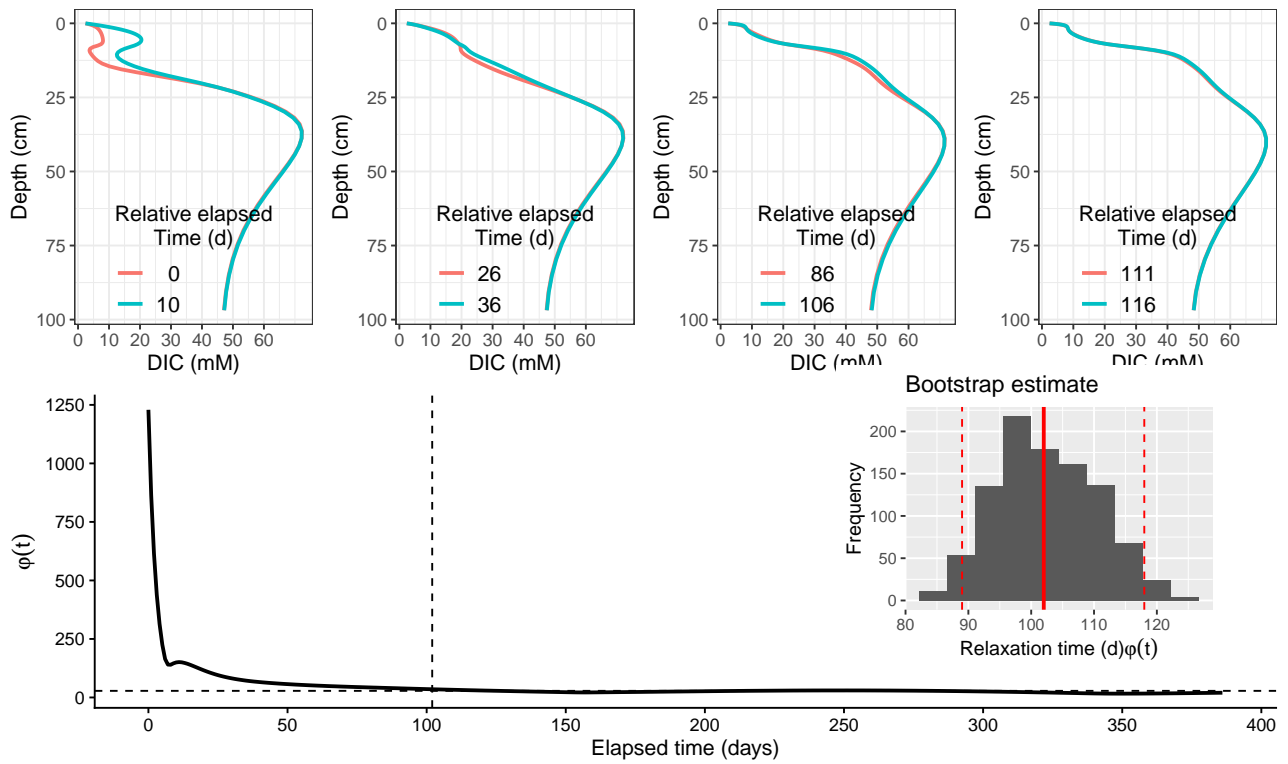 0
25
50
75
100
Depth (cm)
0 10 20 30 40 50 60
DIC (mM)
Relative elapsed
Time (d)
0
10
0
25
50
75
100
Depth (cm)
0 10 20 30 40 50 60
DIC (mM)
Relative elapsed
Time (d)
26
36
0
25
50
75
100
Depth (cm)
0 10 20 30 40 50 60
DIC (mM)
Relative elapsed
Time (d)
86
106
0
25
50
75
100
Depth (cm)
0 10 20 30 40 50 60
DIC (mM)
Relative elapsed
Time (d)
111
116
1250
1000
750
500
250
0
φ(t)
0 50 100 150 200 250 300 350 400
Elapsed time (days)
Bootstrap estimate
200
150
100
50
0
Frequency
80 90 100 110 120
Relaxation time (d)φ(t)